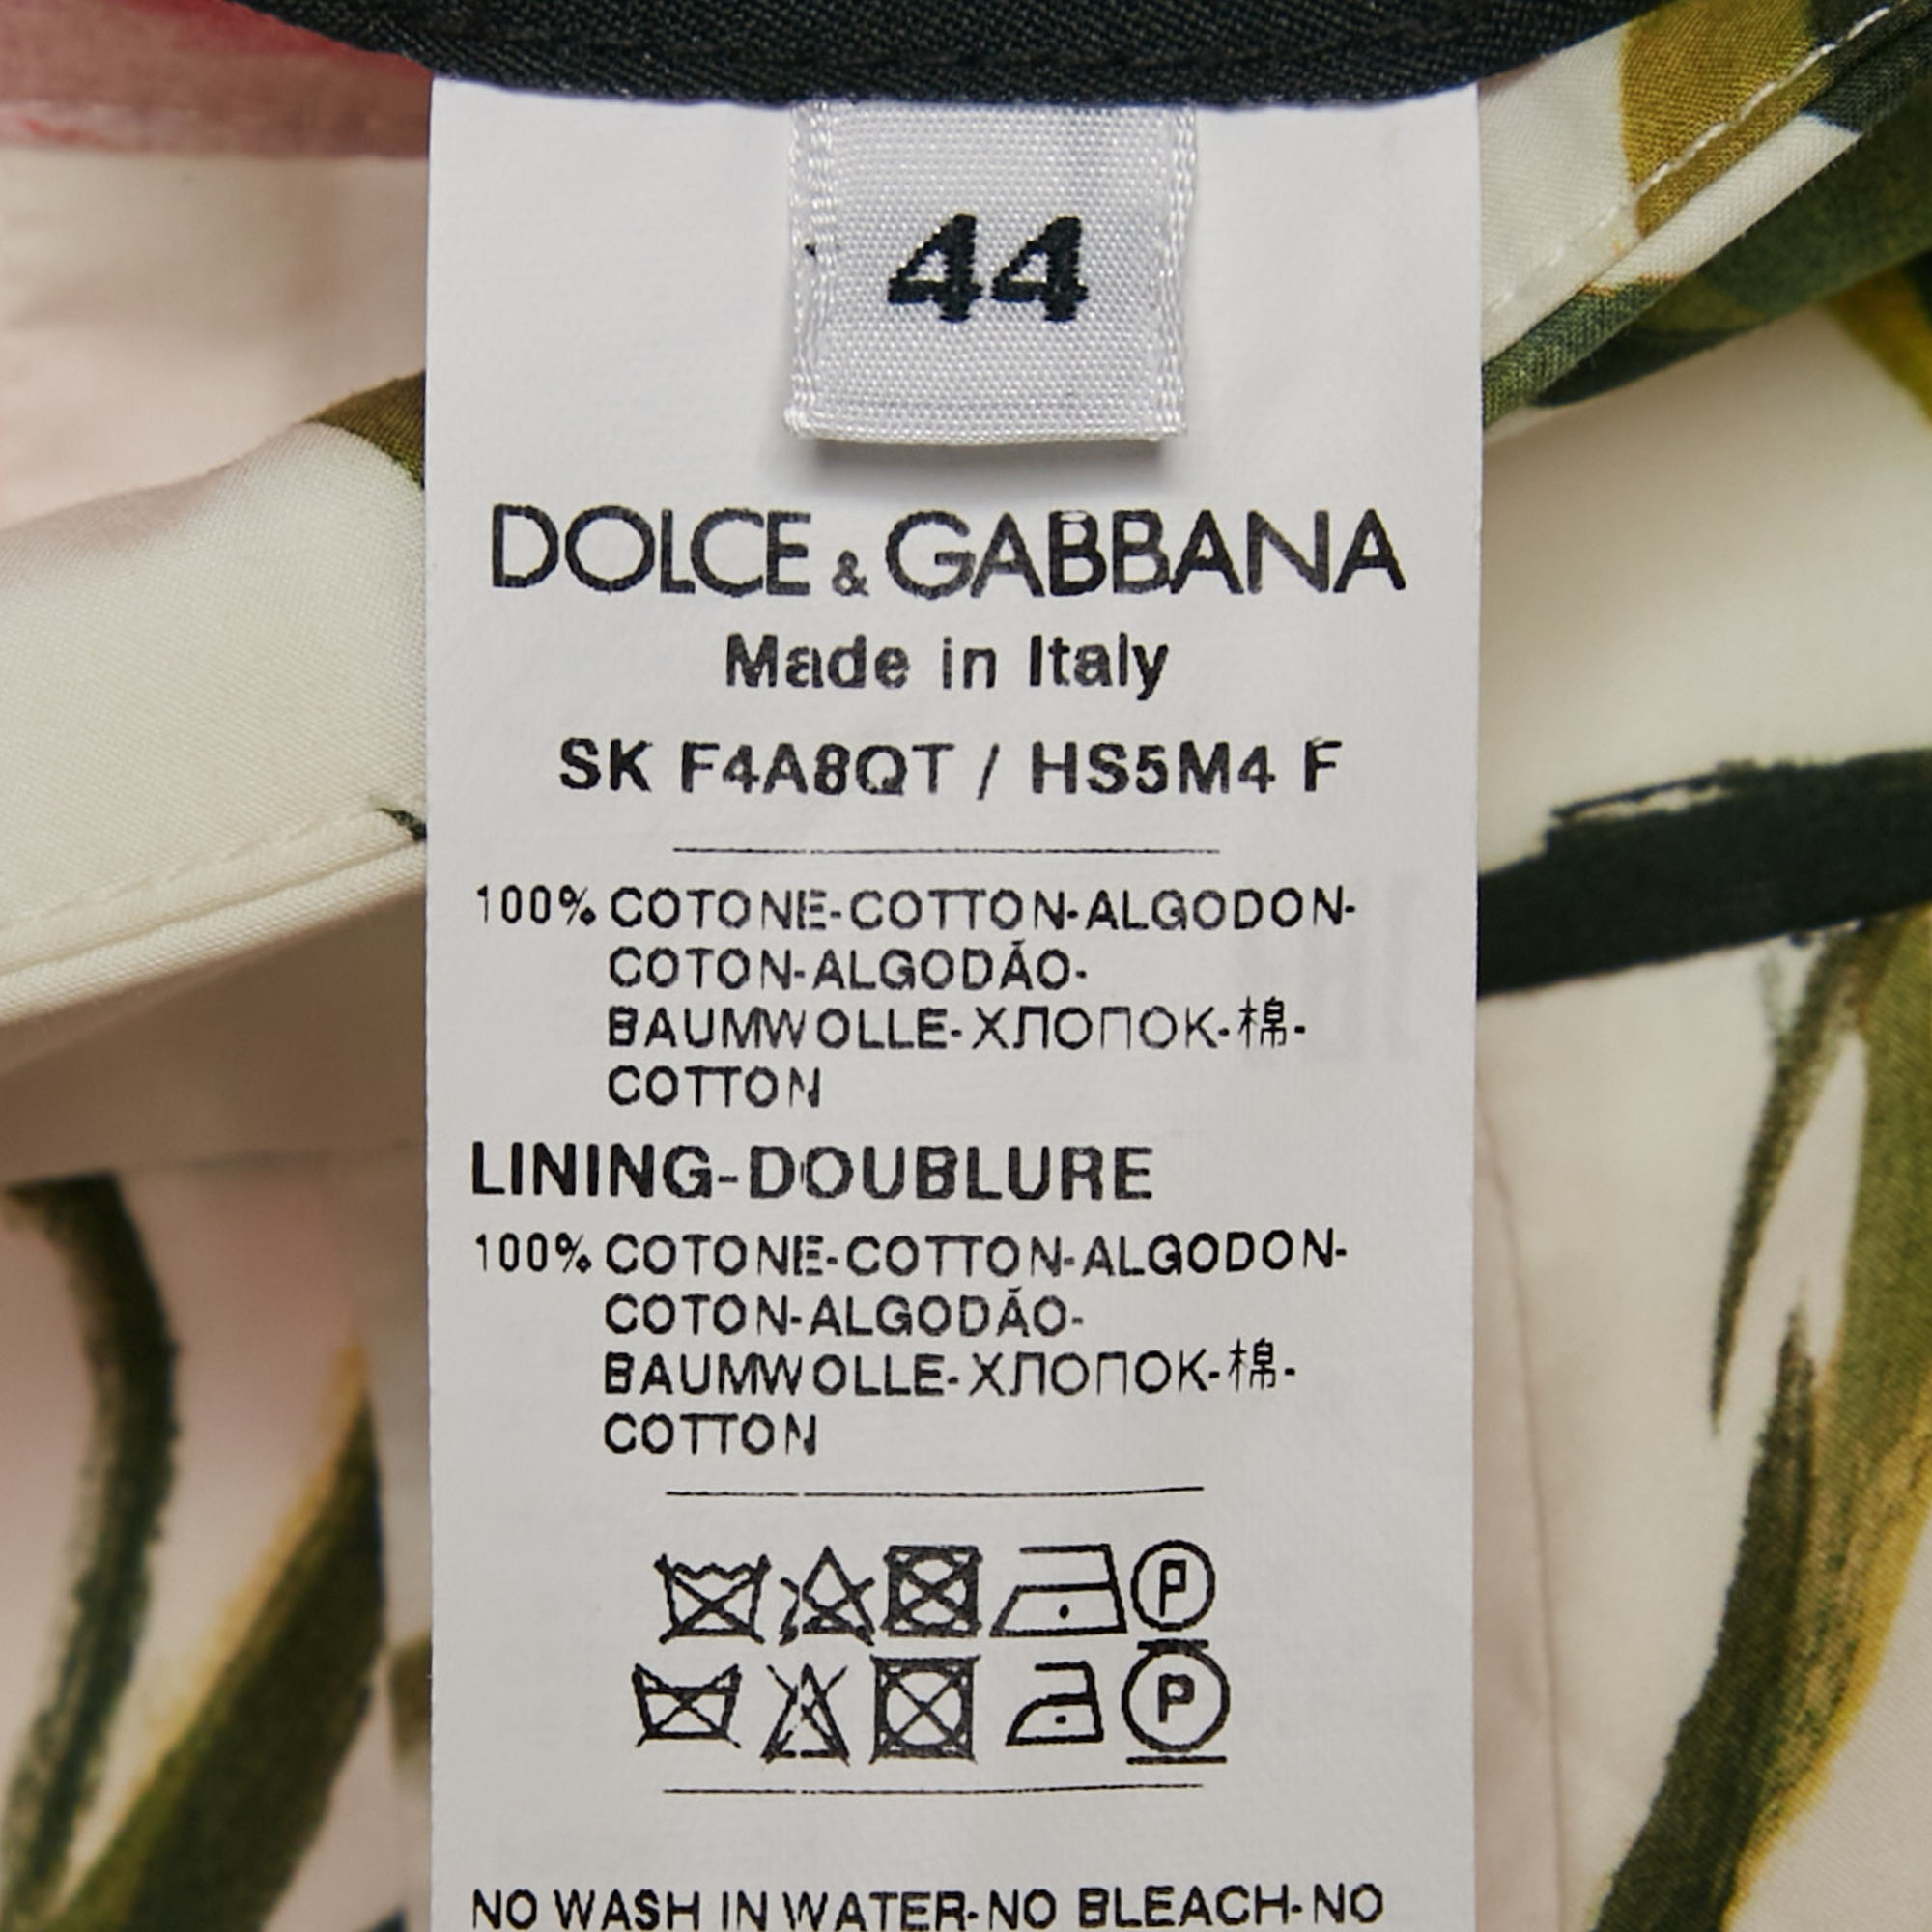 44
DOLCE & GABBANA
Made in Italy
SK F4A8QT / HS5M4 F
100% COTONE-COTTON-ALGODON-
COTON-ALGODÃO-
BAUMWOLLE-ХЛОПОК-棉-
COTTON
LINING-DOUBLURE
100% COTONE-COTTON-ALGODON-
COTON-ALGODÃO-
BAUMWOLLE-ХЛОПОК-棉-
COTTON
P
P
NO WASH IN WATER-NO BLEACH-NO